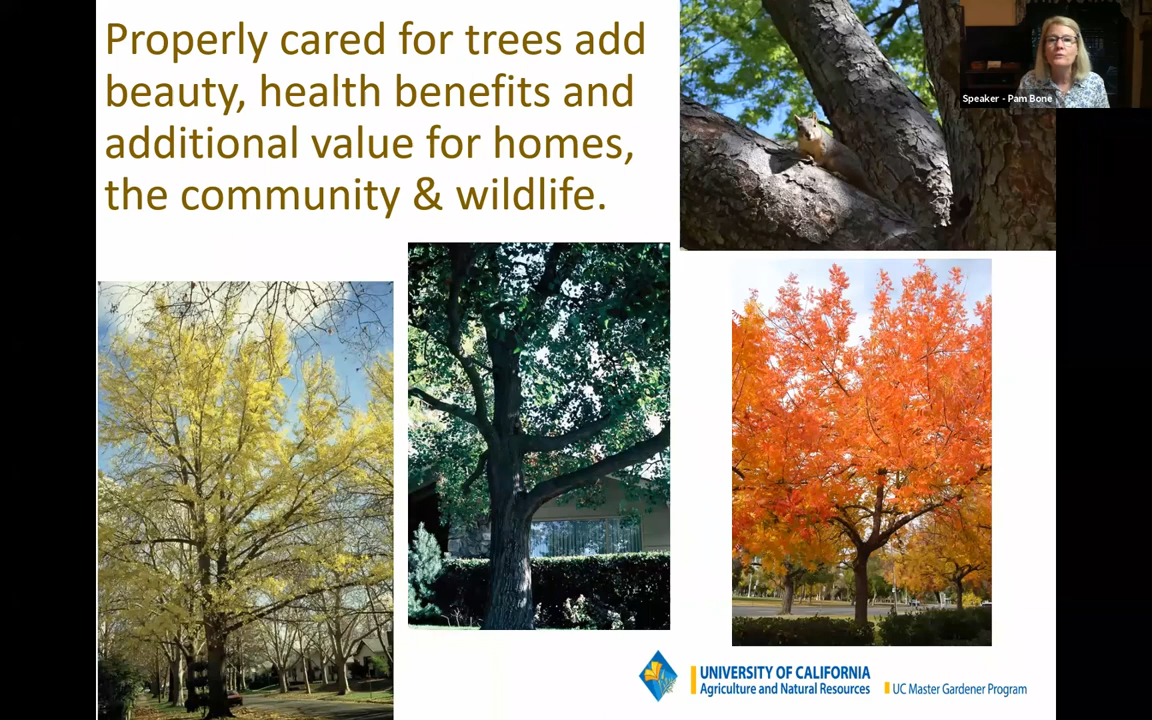 Properly cared for trees add
beauty, health benefits and
additional value for homes,
the community & wildlife.
Speaker - Pam Bone
UNIVERSITY OF CALIFORNIA
Agriculture and Natural Resources
UC Master Gardener Program